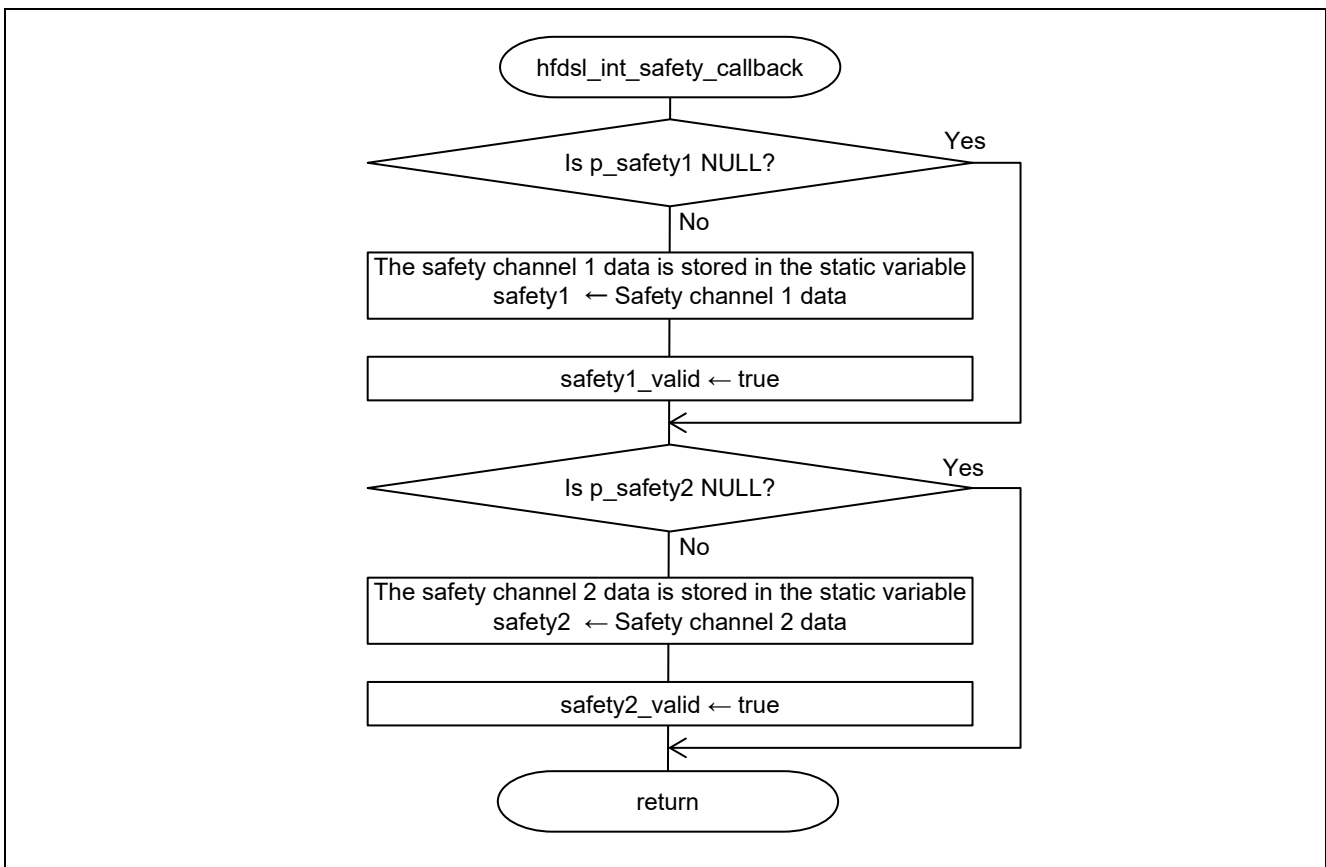 hfdsl_int_safety_callback
Is p_safety1 NULL?
Yes
No
The safety channel 1 data is stored in the static variable
safety1 ← Safety channel 1 data
safety1_valid ← true
Is p_safety2 NULL?
Yes
No
The safety channel 2 data is stored in the static variable
safety2 ← Safety channel 2 data
safety2_valid ← true
return